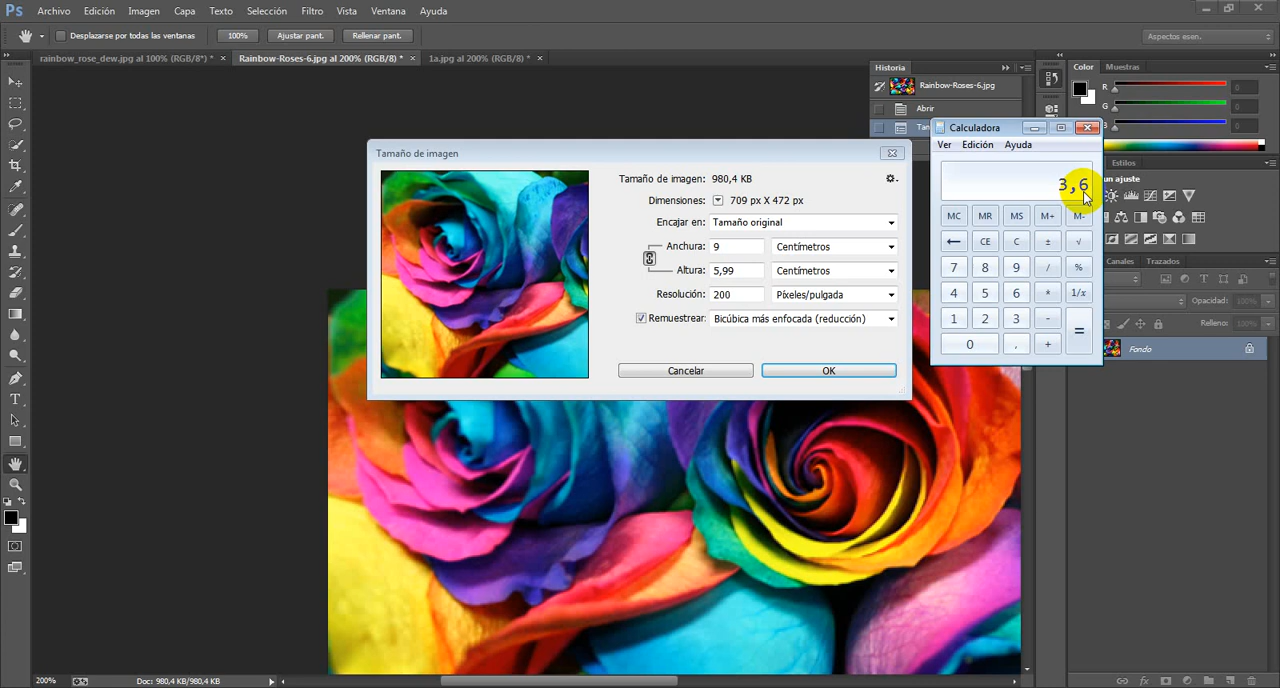 Ps Archivo Edición Imagen Capa Texto Selección Filtro Vista Ventana Ayuda
Desplazarse por todas las ventanas 100% Ajustar pant. Rellenar pant. Aspectos esen.
rainbow_rose_dew.jpg al 100% (RGB/8*) * × Rainbow-Roses-6.jpg al 200% (RGB/8) * × 1a.jpg al 200% (RGB/8) * ×
Historia
Rainbow-Roses-6.jpg
Abrir
Color Muestras
R 0
G 0
B 0
Calculadora
Ver Edición Ayuda
3,6
MC MR MS M+ M-
← CE C ± √
7 8 9 / %
4 5 6 * 1/x
1 2 3 - =
0 , +
Tamaño de imagen
Tamaño de imagen: 980,4 KB
Dimensiones: 709 px X 472 px
Encajar en: Tamaño original
Anchura: 9 Centímetros
Altura: 5,99 Centímetros
Resolución: 200 Píxeles/pulgada
Remuestrear: Bicúbica más enfocada (reducción)
Cancelar OK
Estilos
un ajuste
Canales Trazados
Opacidad: 100%
Relleno: 100%
Fondo
200% Doc: 980,4 KB/980,4 KB
fx